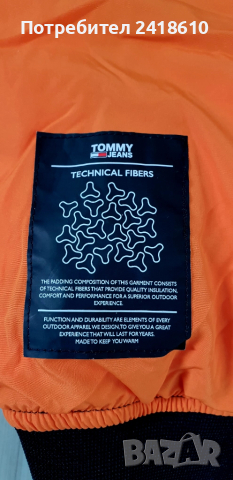 Потребител 2418610
TOMMY
JEANS
TECHNICAL FIBERS
THE PADDING COMPOSITION OF THIS GARMENT CONSISTS
OF TECHNICAL FIBERS THAT PROVIDE QUALITY INSULATION,
COMFORT AND PERFORMANCE FOR A SUPERIOR OUTDOOR
EXPERIENCE.
FUNCTION AND DURABILITY ARE ELEMENTS OF EVERY
OUTDOOR APPAREL WE DESIGN, TO GIVE YOU A GREAT
EXPERIENCE THAT WILL LAST FOR YEARS.
MADE TO KEEP YOU WARM
BAZAR